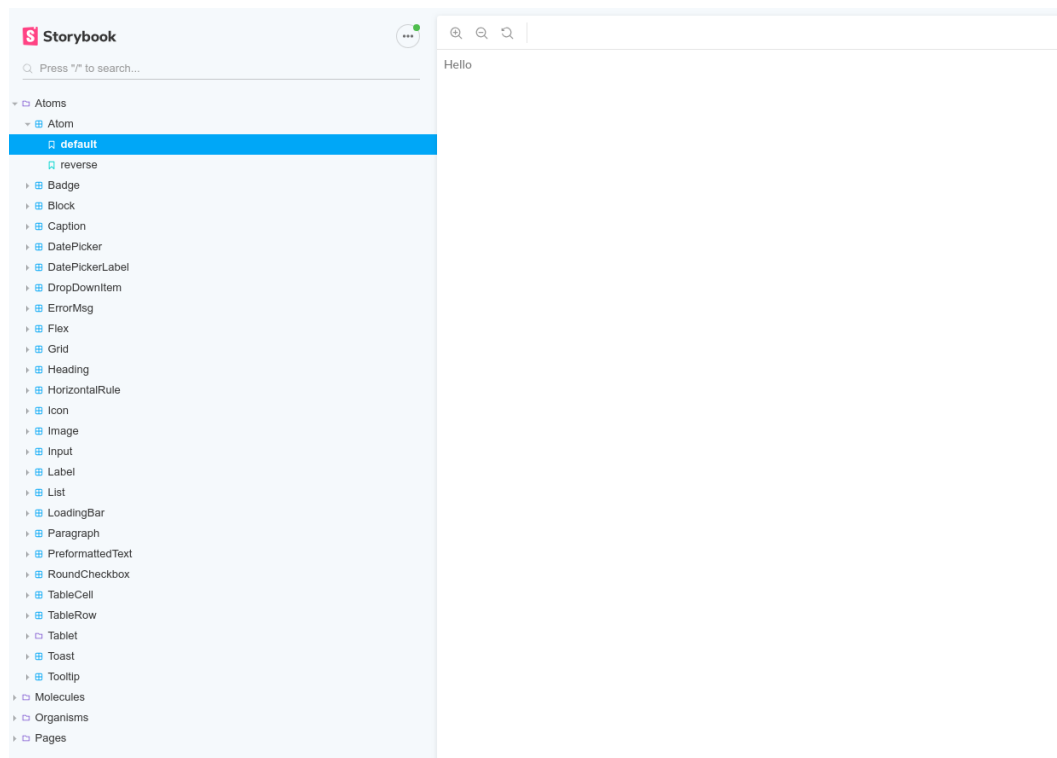 Storybook
Press "/" to search...
Atoms
Atom
default
reverse
Badge
Block
Caption
DatePicker
DatePickerLabel
DropDownItem
ErrorMsg
Flex
Grid
Heading
HorizontalRule
Icon
Image
Input
Label
List
LoadingBar
Paragraph
PreformattedText
RoundCheckbox
TableCell
TableRow
Tablet
Toast
Tooltip
Molecules
Organisms
Pages
Hello